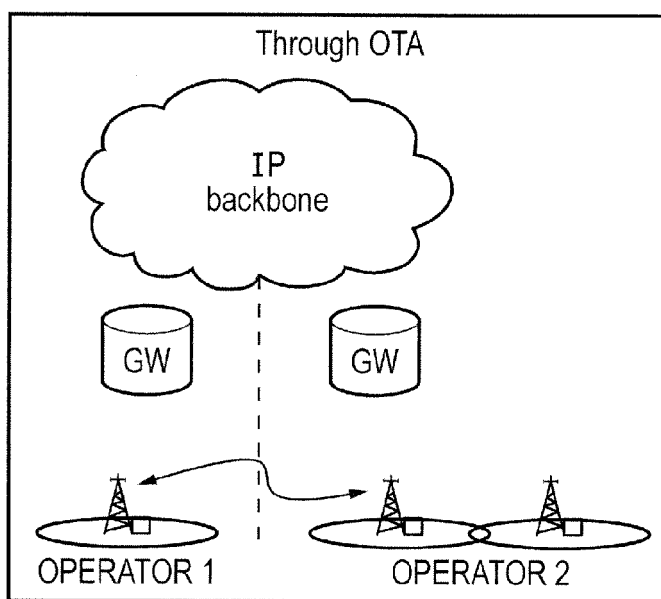 Through OTA
IP
backbone
GW
GW
OPERATOR 1
OPERATOR 2